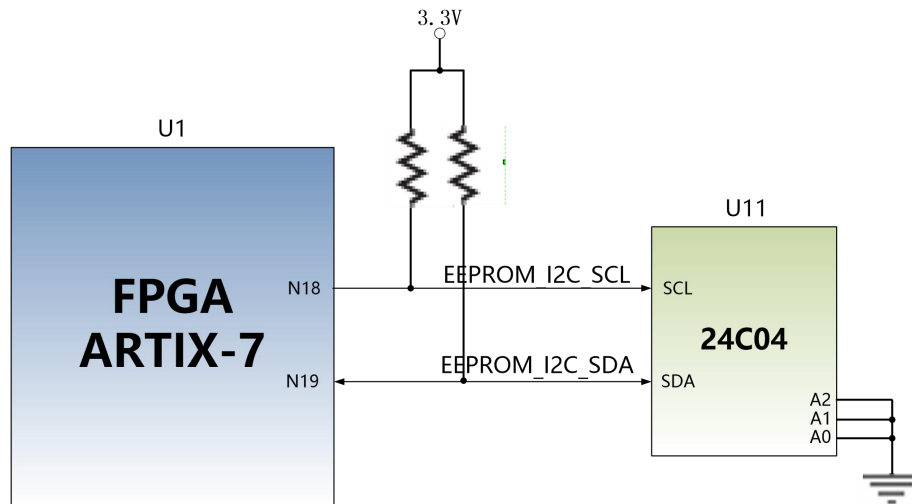 3.3V
U1
U11
FPGA
ARTIX-7
N18
EEPROM_I2C_SCL
SCL
24C04
N19
EEPROM_I2C_SDA
SDA
A2
A1
A0